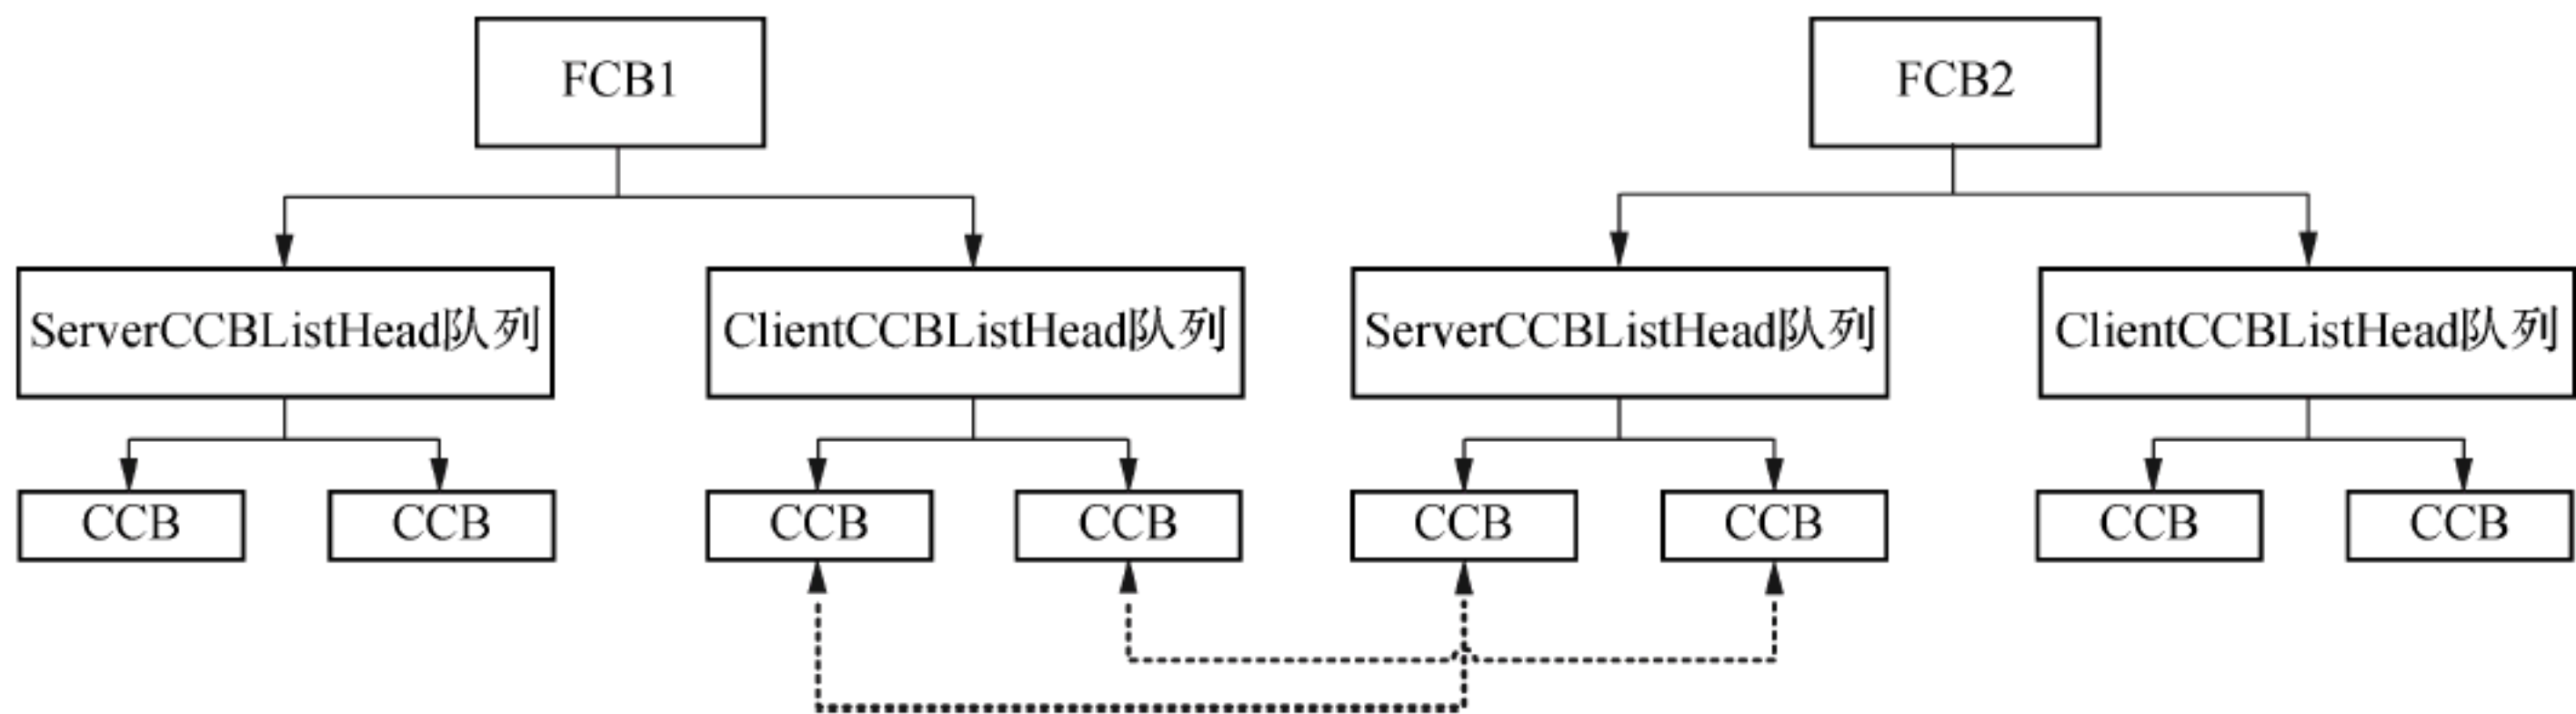 FCB1
FCB2
ServerCCBListHead队列
ClientCCBListHead队列
ServerCCBListHead队列
ClientCCBListHead队列
CCB
CCB
CCB
CCB
CCB
CCB
CCB
CCB